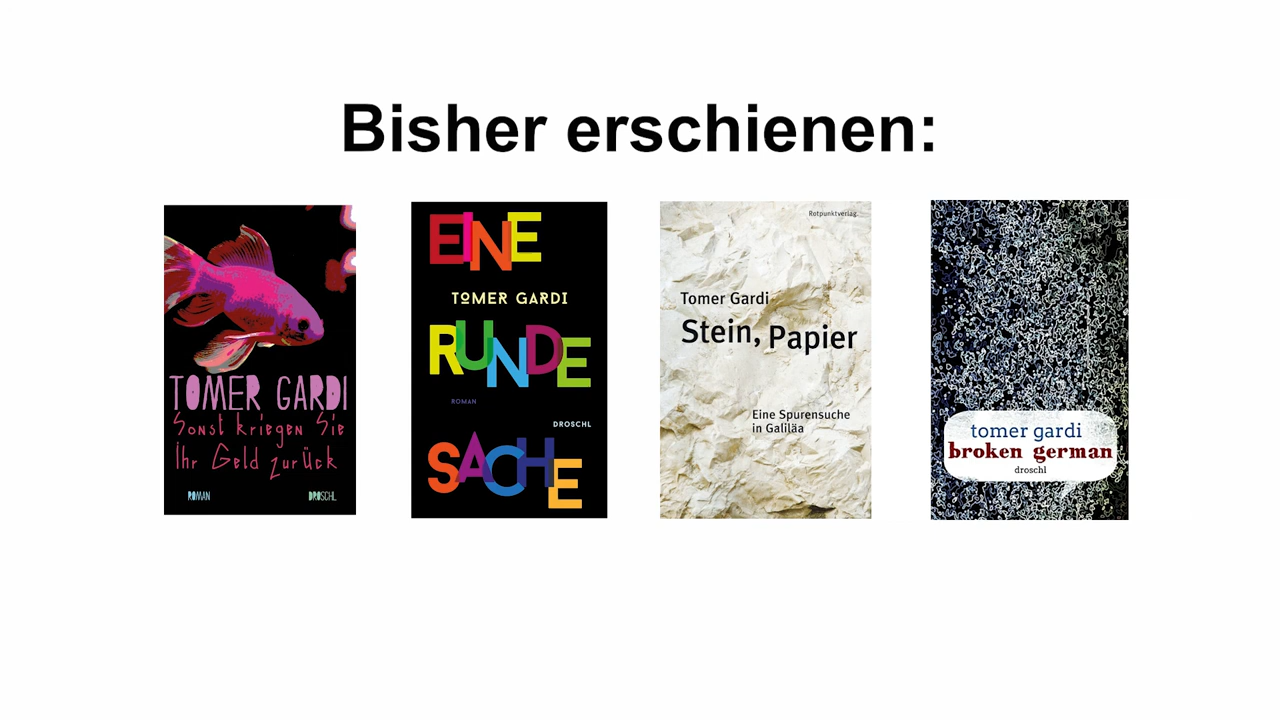 Bisher erschienen:
TOMER GARDI
Sonst kriegen Sie
Ihr Geld zurück
ROMAN DROSCHL
EINE
TOMER GARDI
RUNDE
ROMAN
DROSCHL
SACHE
Rotpunktverlag
Tomer Gardi
Stein, Papier
Eine Spurensuche
in Galiläa
tomer gardi
broken german
droschl